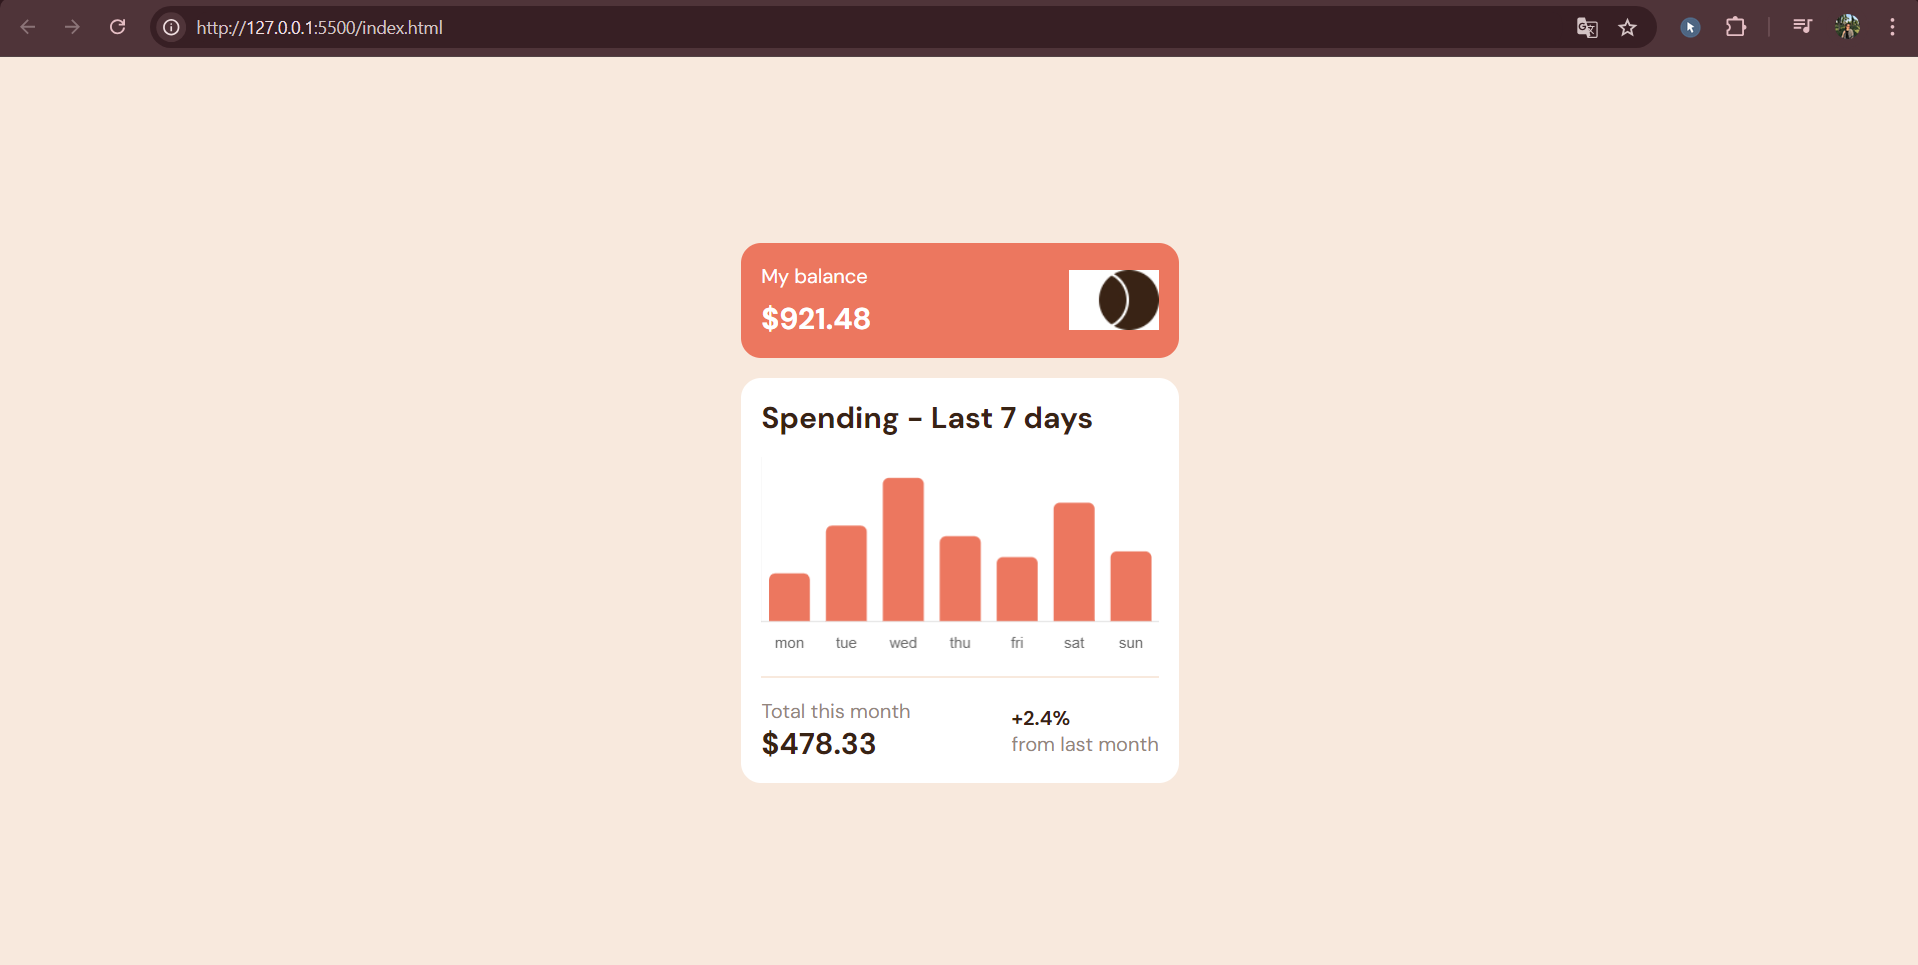 http://127.0.0.1:5500/index.html
My balance
$921.48
Spending - Last 7 days
mon tue wed thu fri sat sun
Total this month
$478.33
+2.4%
from last month